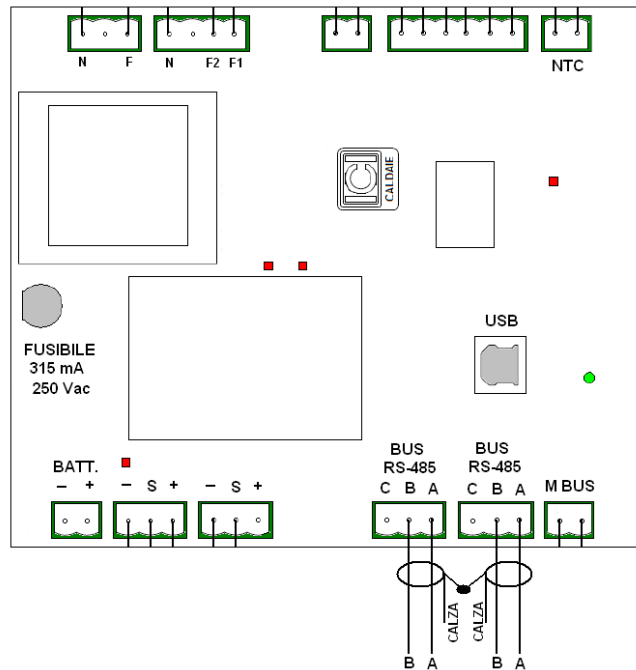 N F N F2 F1
NTC
CALDAIE
USB
FUSIBILE
315 mA
250 Vac
BATT.
− +
− S +
− S +
BUS
RS-485
C B A
BUS
RS-485
C B A
M BUS
CALZA
CALZA
B A
B A